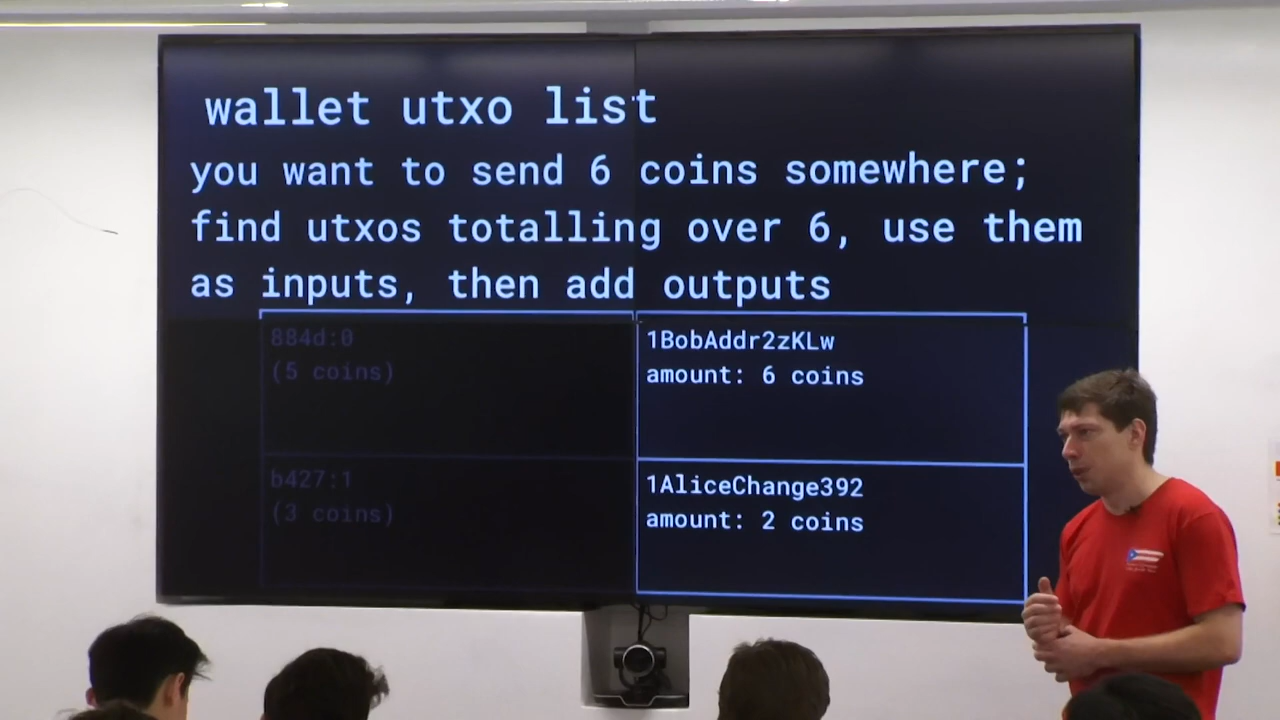 wallet utxo list
you want to send 6 coins somewhere;
find utxos totalling over 6, use them
as inputs, then add outputs
884d:0
(5 coins)
1BobAddr2zKLw
amount: 6 coins
b427:1
(3 coins)
1AliceChange392
amount: 2 coins